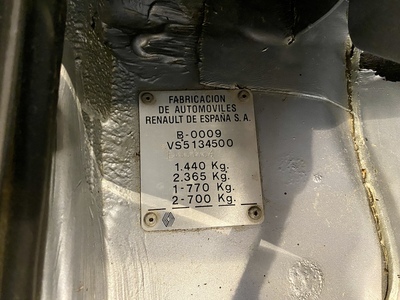 FABRICACION
DE AUTOMOVILES
RENAULT DE ESPAÑA S.A.
B-0009
VS5134500
1.440 Kg.
2.365 Kg.
1-770 Kg.
2-700 Kg.